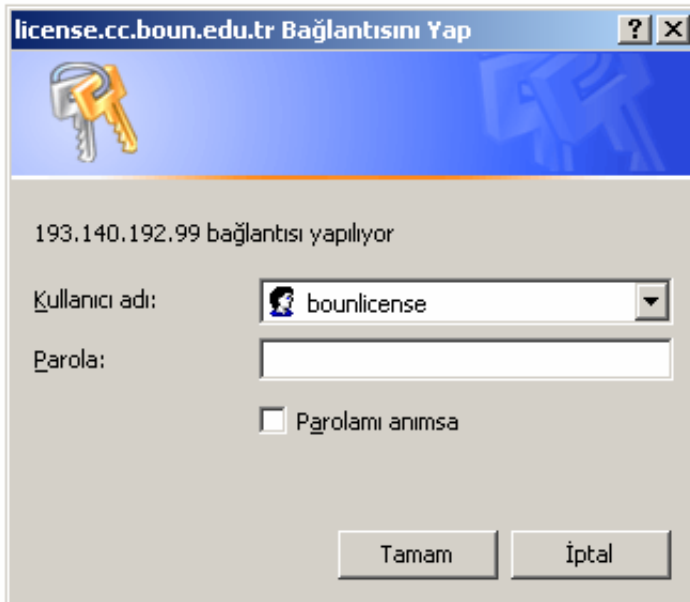 license.cc.boun.edu.tr Bağlantısını Yap
193.140.192.99 bağlantısı yapılıyor
Kullanıcı adı: bounlicense
Parola:
Parolamı anımsa
Tamam İptal